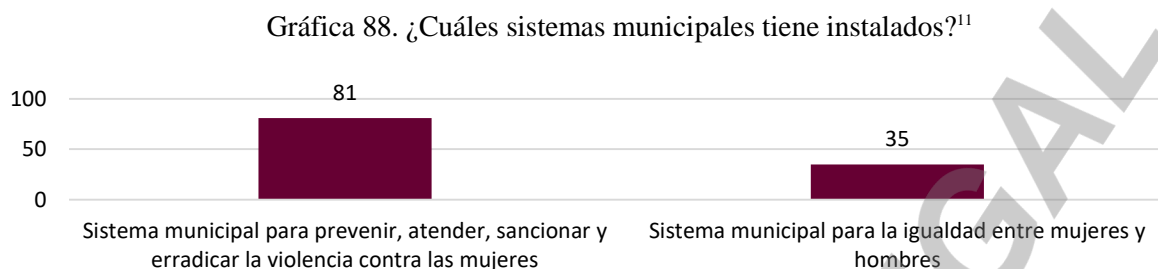 Gráfica 88. ¿Cuáles sistemas municipales tiene instalados?¹¹
100
50
0
81
35
Sistema municipal para prevenir, atender, sancionar y
erradicar la violencia contra las mujeres
Sistema municipal para la igualdad entre mujeres y
hombres